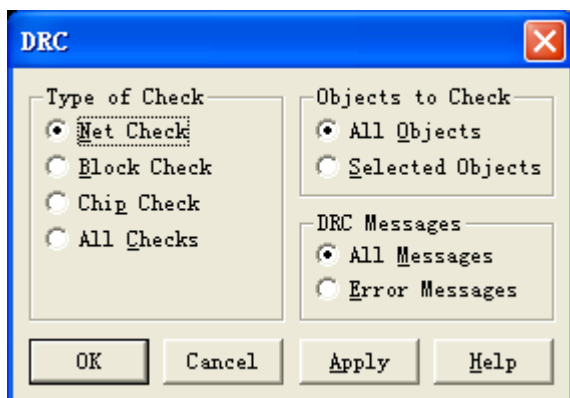 DRC
Type of Check
Net Check
Block Check
Chip Check
All Checks
Objects to Check
All Objects
Selected Objects
DRC Messages
All Messages
Error Messages
OK Cancel Apply Help